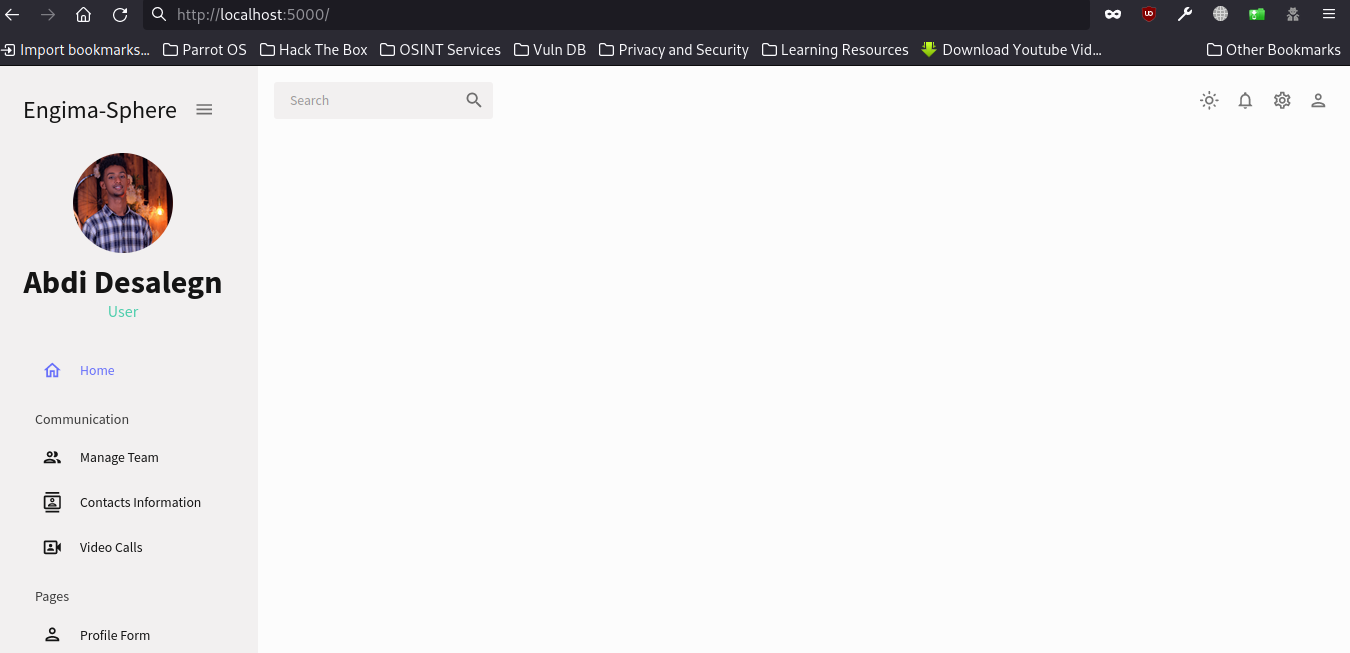 http://localhost:5000/
Import bookmarks... Parrot OS Hack The Box OSINT Services Vuln DB Privacy and Security Learning Resources Download Youtube Vid... Other Bookmarks
Engima-Sphere
Search
Abdi Desalegn
User
Home
Communication
Manage Team
Contacts Information
Video Calls
Pages
Profile Form